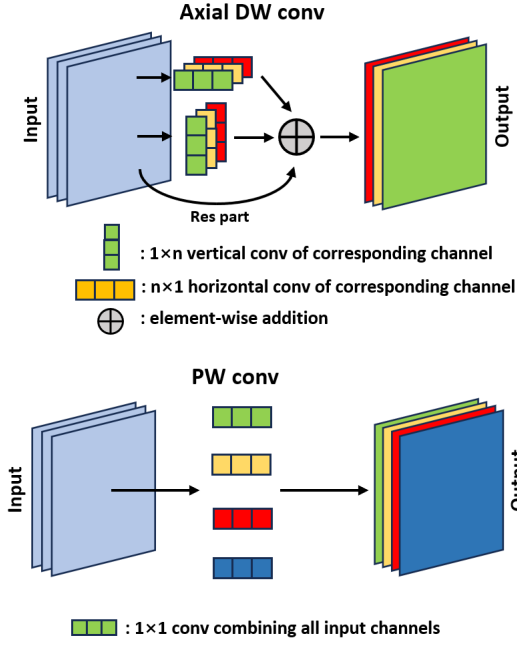 Axial DW conv
Input
Output
Res part
: 1×n vertical conv of corresponding channel
: n×1 horizontal conv of corresponding channel
: element-wise addition
PW conv
Input
Output
: 1×1 conv combining all input channels